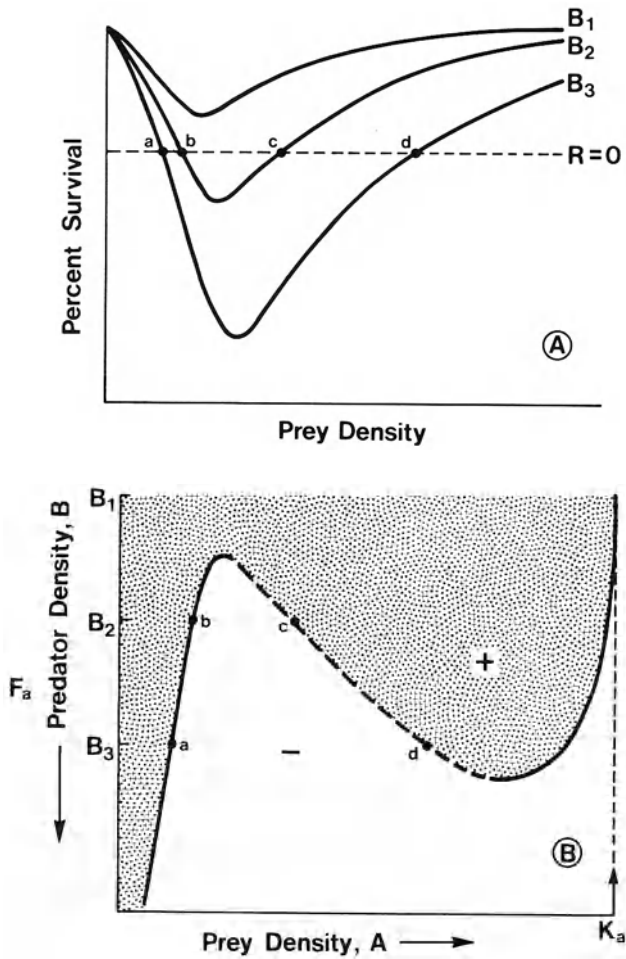 B1
B2
B3
a b c d
R=0
Percent Survival
A
Prey Density
B1
B2 b c
Fa Predator Density, B
+
B3 a − d
B
Ka
Prey Density, A